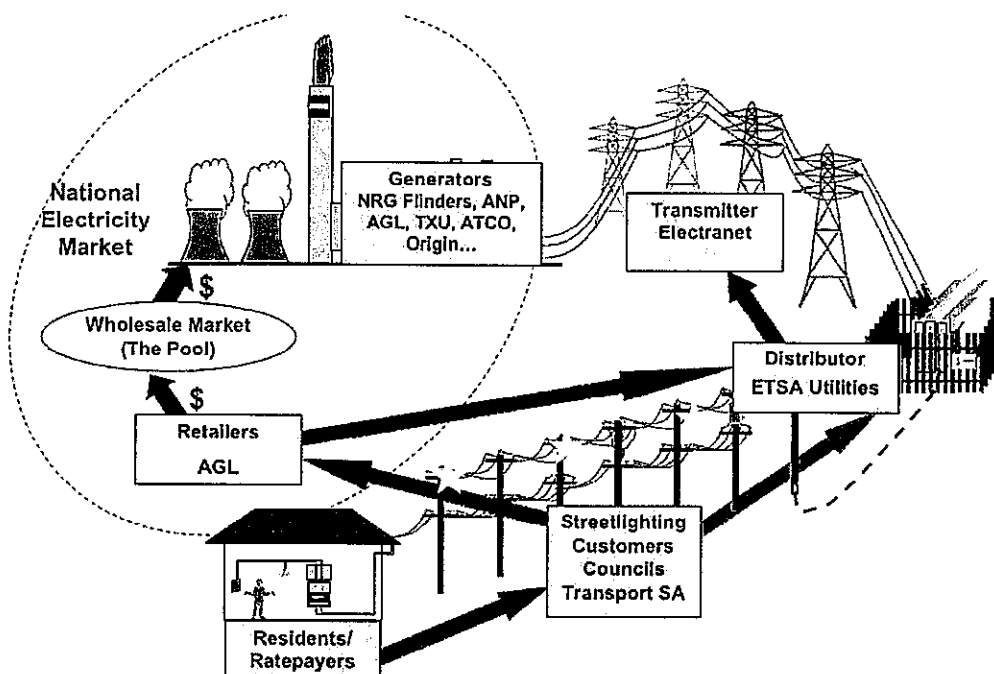 National
Electricity
Market
Generators
NRG Flinders, ANP,
AGL, TXU, ATCO,
Origin...
Transmitter
Electranet
$
Wholesale Market
(The Pool)
$
Distributor
ETSA Utilities
Retailers
AGL
Streetlighting
Customers
Councils
Transport SA
Residents/
Ratepayers